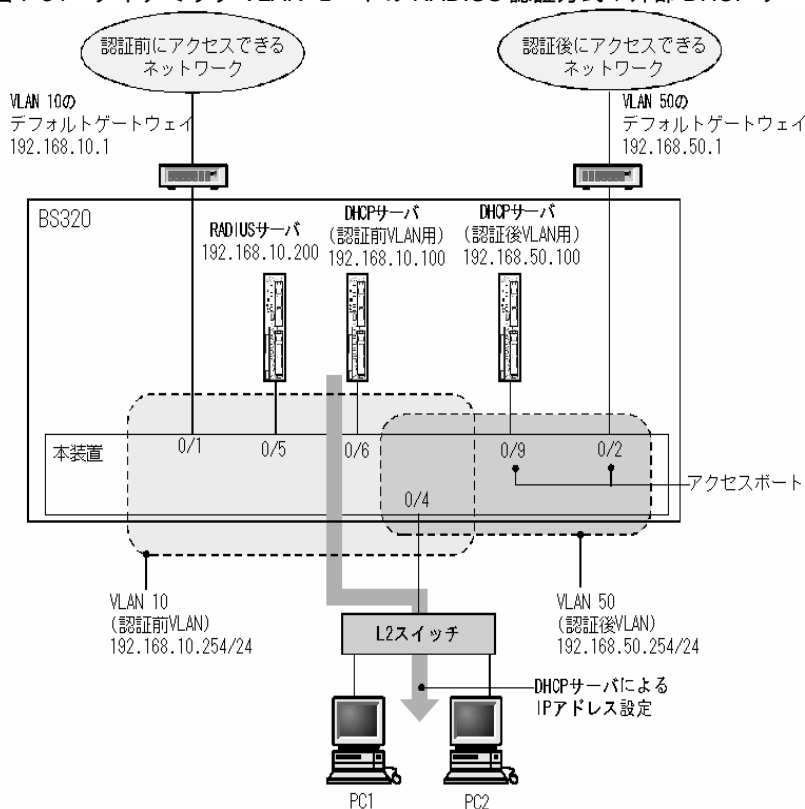 認証前にアクセスできる
ネットワーク
認証後にアクセスできる
ネットワーク
VLAN 10の
デフォルトゲートウェイ
192.168.10.1
VLAN 50の
デフォルトゲートウェイ
192.168.50.1
BS320
RADIUSサーバ
192.168.10.200
DHCPサーバ
(認証前VLAN用)
192.168.10.100
DHCPサーバ
(認証後VLAN用)
192.168.50.100
本装置
0/1
0/5
0/6
0/9
0/2
0/4
アクセスポート
VLAN 10
(認証前VLAN)
192.168.10.254/24
VLAN 50
(認証後VLAN)
192.168.50.254/24
L2スイッチ
DHCPサーバによる
IPアドレス設定
PC1
PC2